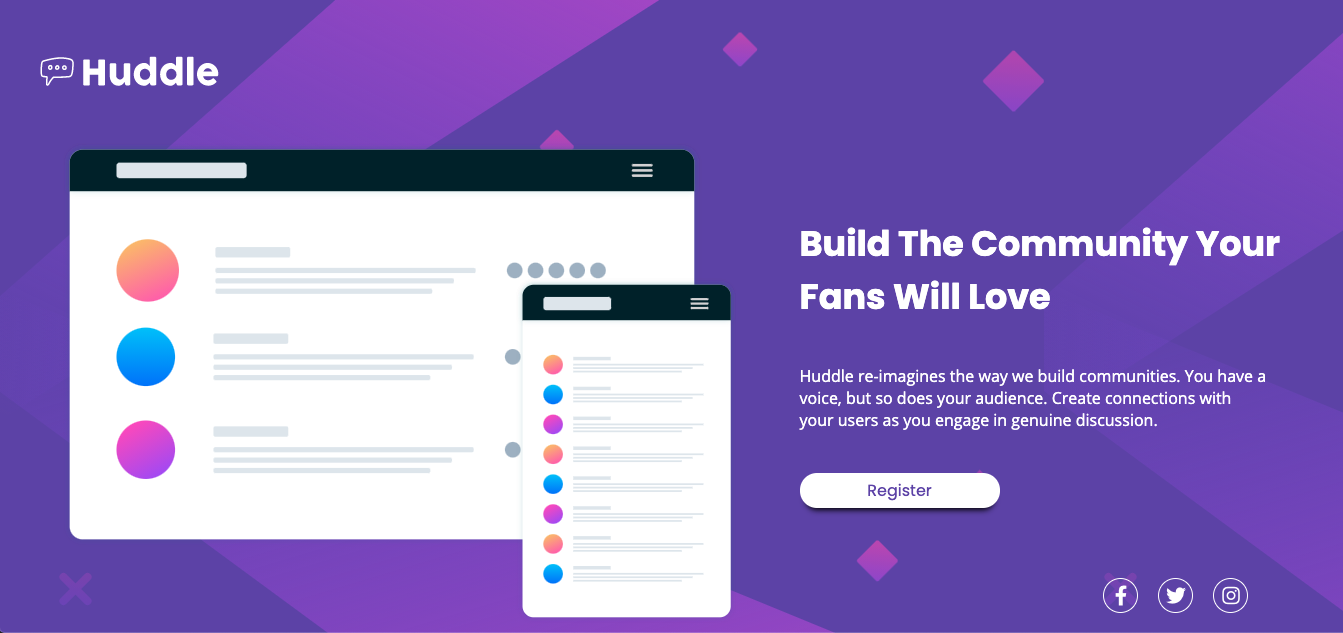 Huddle
Build The Community Your
Fans Will Love
Huddle re-imagines the way we build communities. You have a
voice, but so does your audience. Create connections with
your users as you engage in genuine discussion.
Register